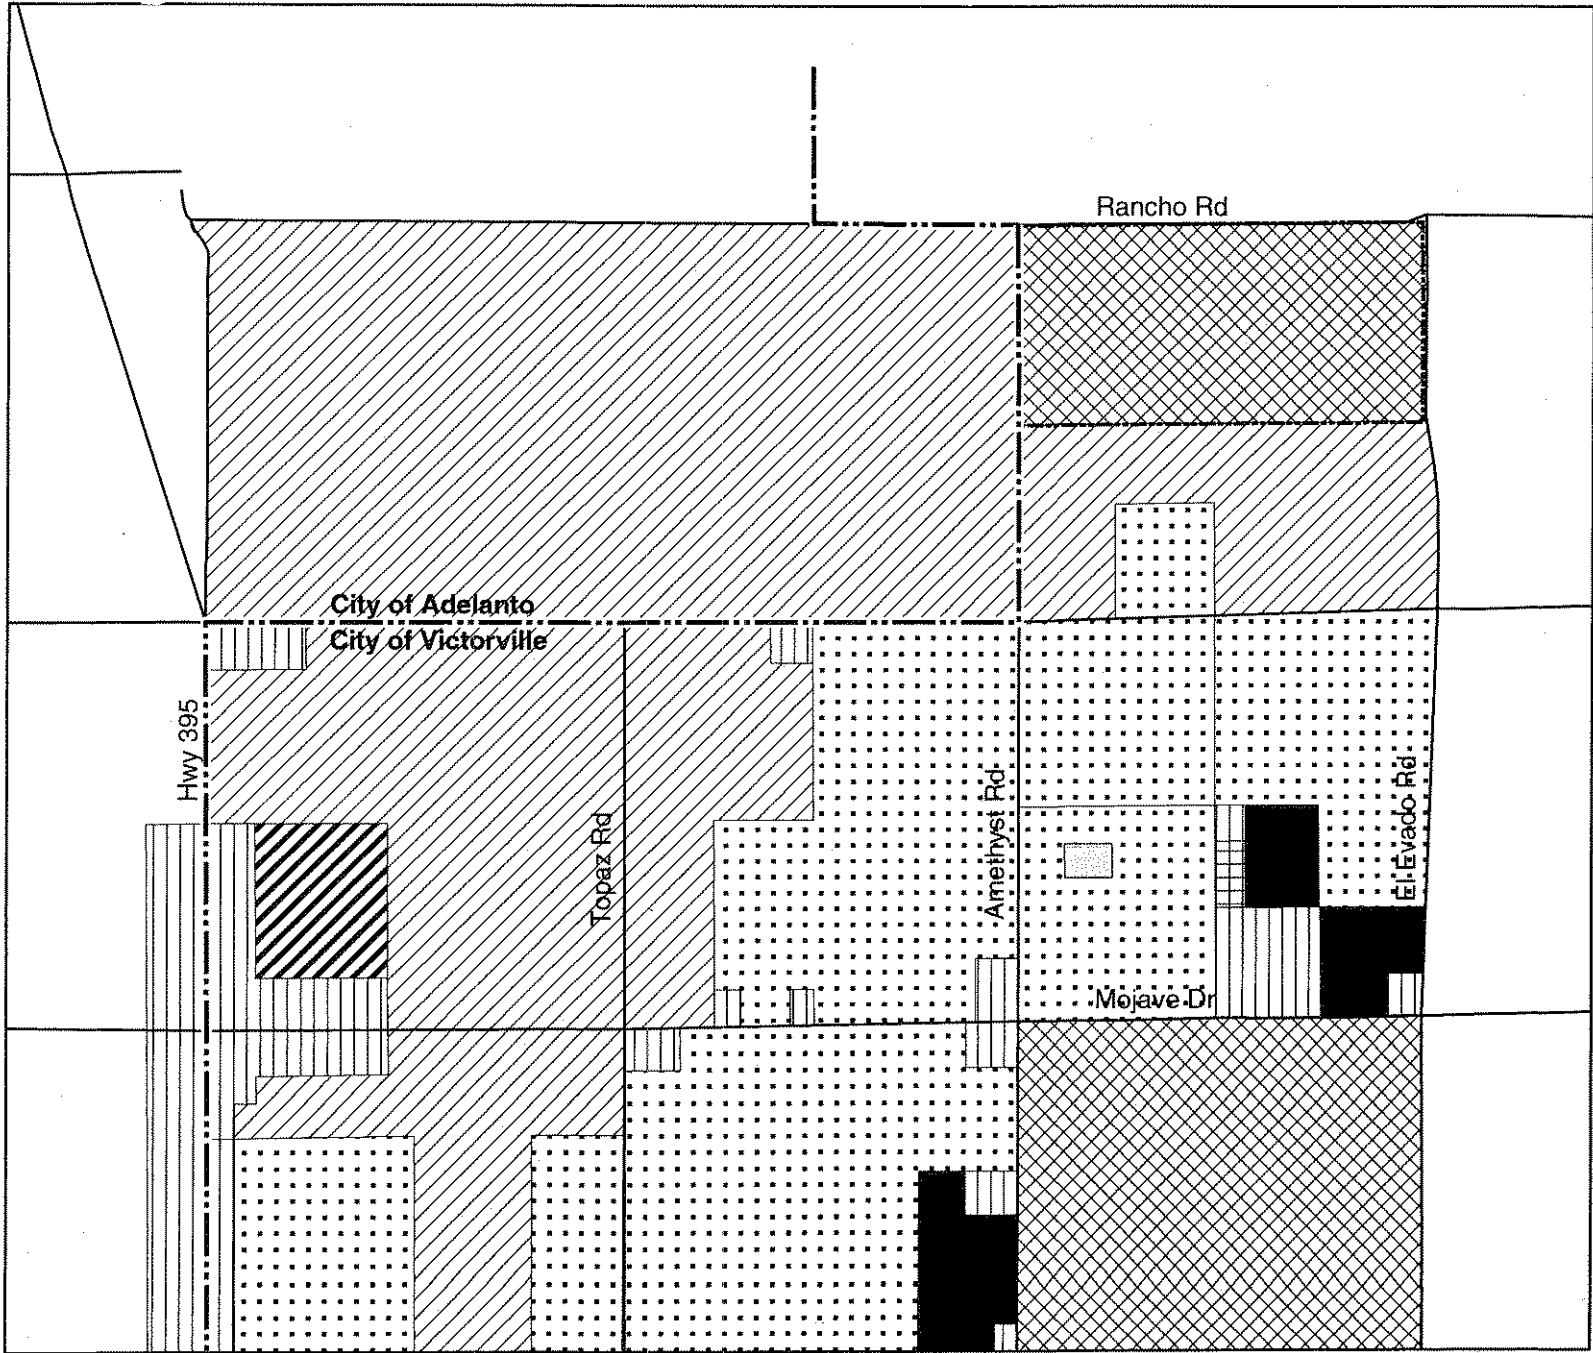 Rancho Rd
City of Adelanto
City of Victorville
Hwy 395
Topaz Rd
Amethyst Rd
El Evado Rd
Mojave Dr